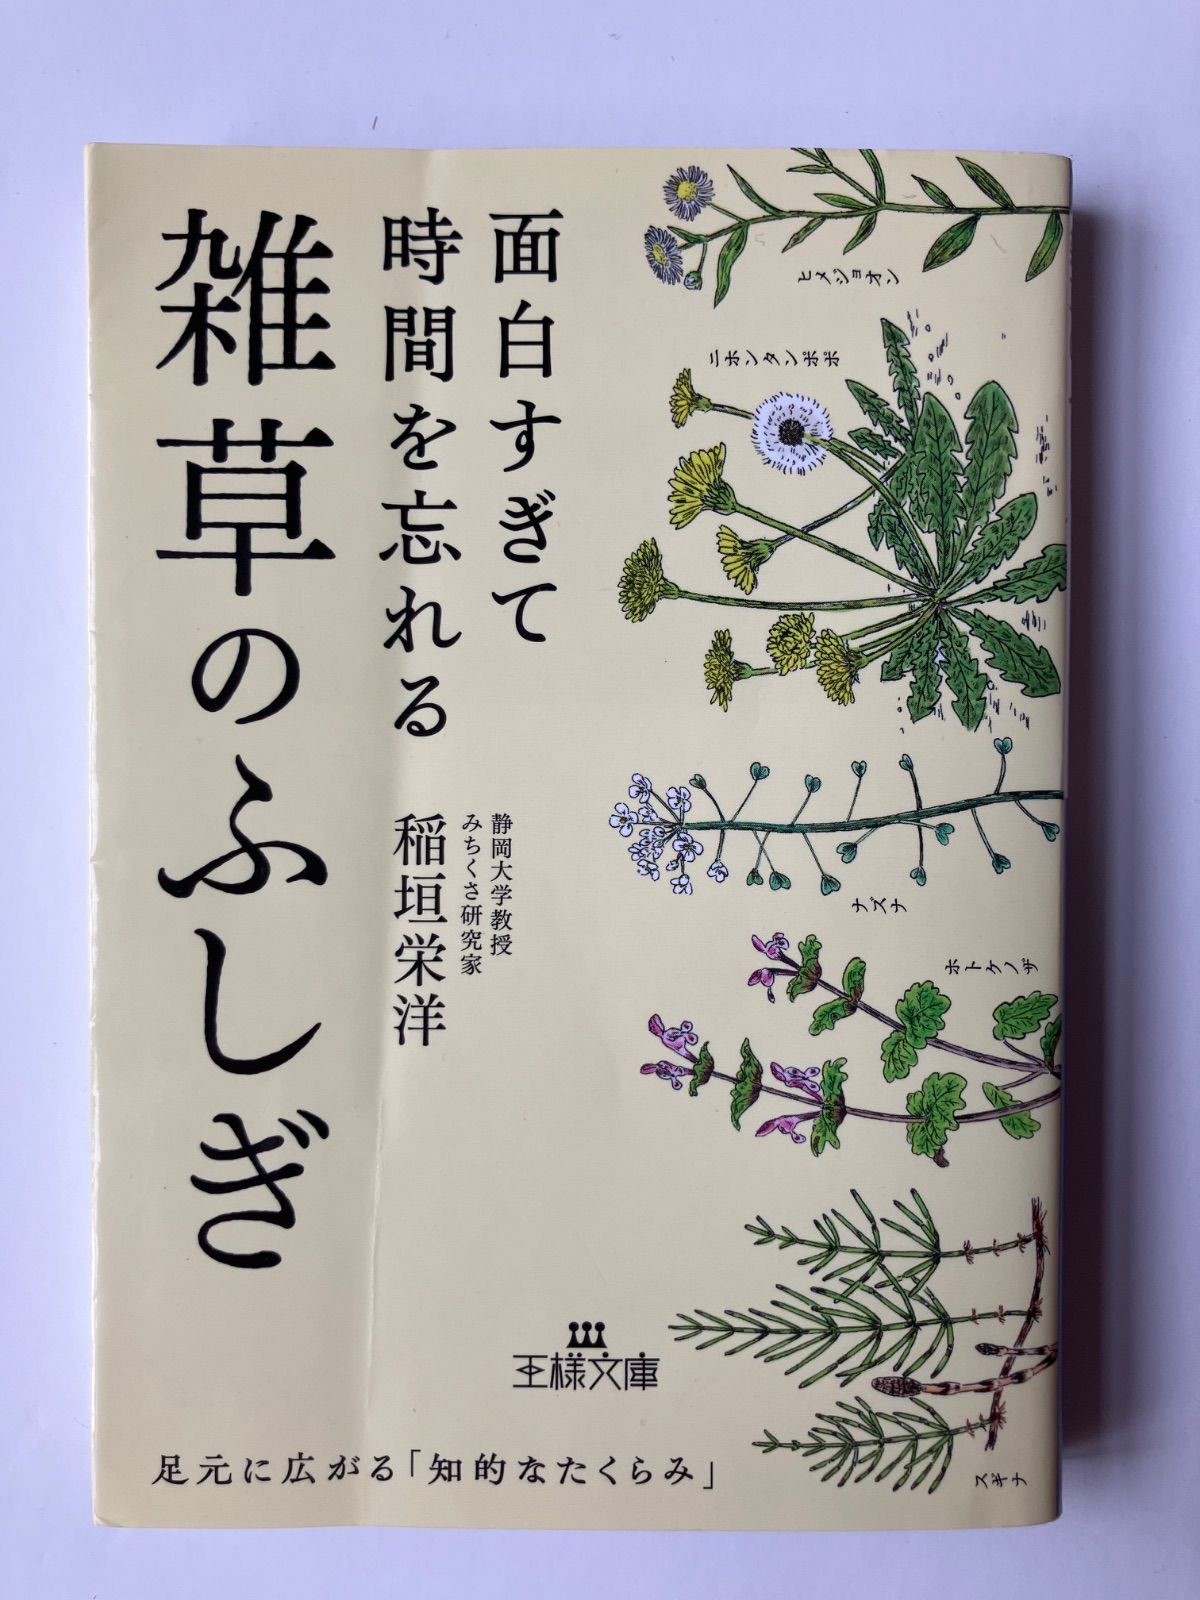 面白すぎて
時間を忘れる
雑草のふしぎ
静岡大学教授
みちくさ研究家
稲垣栄洋
ヒメジョオン
ニホンタンポポ
ナズナ
ホトケノザ
スギナ
王様文庫
足元に広がる「知的なたくらみ」